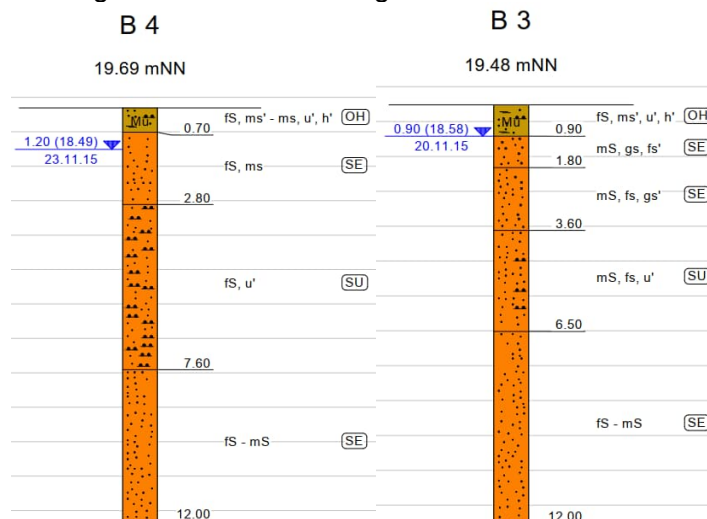 B 4
19.69 mNN
Mu
fS, ms' - ms, u', h' OH
0.70
1.20 (18.49)
23.11.15
fS, ms SE
2.80
fS, u' SU
7.60
fS - mS SE
12.00
B 3
19.48 mNN
Mu
fS, ms', u', h' OH
0.90 (18.58)
20.11.15
0.90
mS, gs, fs' SE
1.80
mS, fs, gs' SE
3.60
mS, fs, u' SU
6.50
fS - mS SE
12.00